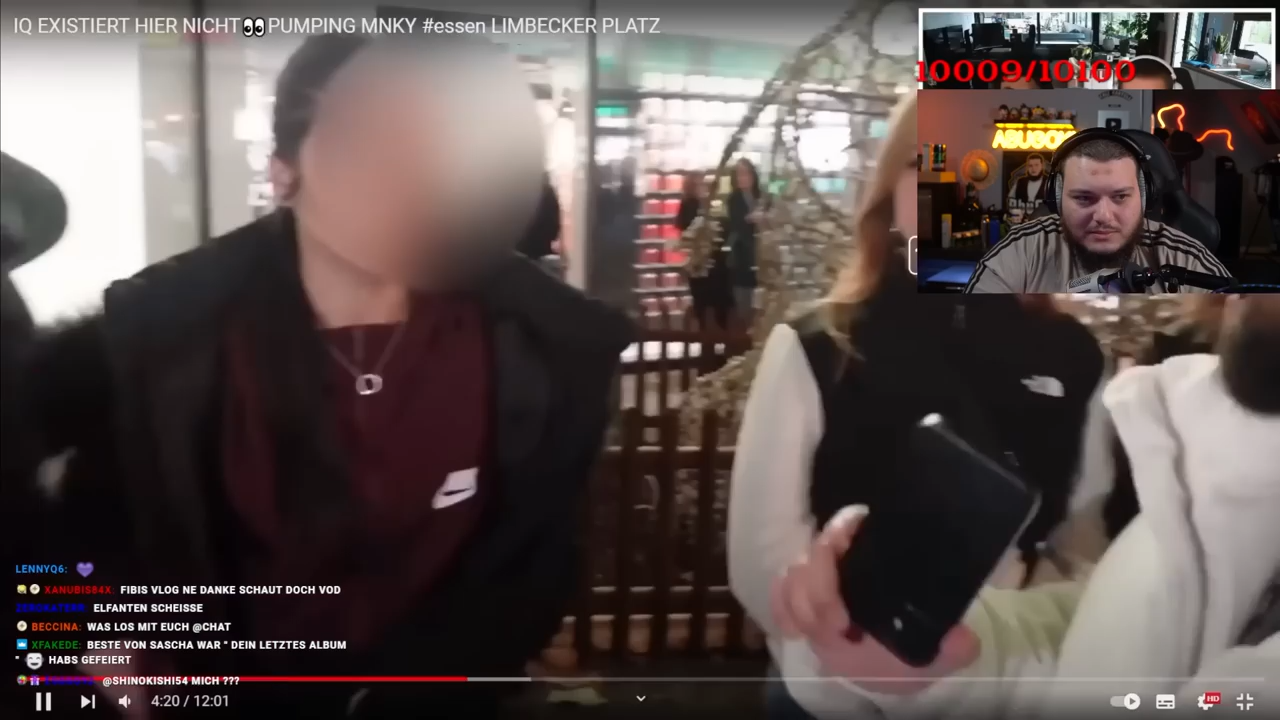 IQ EXISTIERT HIER NICHT👀PUMPING MNKY #essen LIMBECKER PLATZ
10009/10100
LENNYQ6: 💜
XANUBIS84X: FIBIS VLOG NE DANKE SCHAUT DOCH VOD
ELFANTEN SCHEISSE
BECCINA: WAS LOS MIT EUCH @CHAT
XFAKEDE: BESTE VON SASCHA WAR " DEIN LETZTES ALBUM
" HABS GEFEIERT
@SHINOKISHI54 MICH ???
4:20 / 12:01
HD